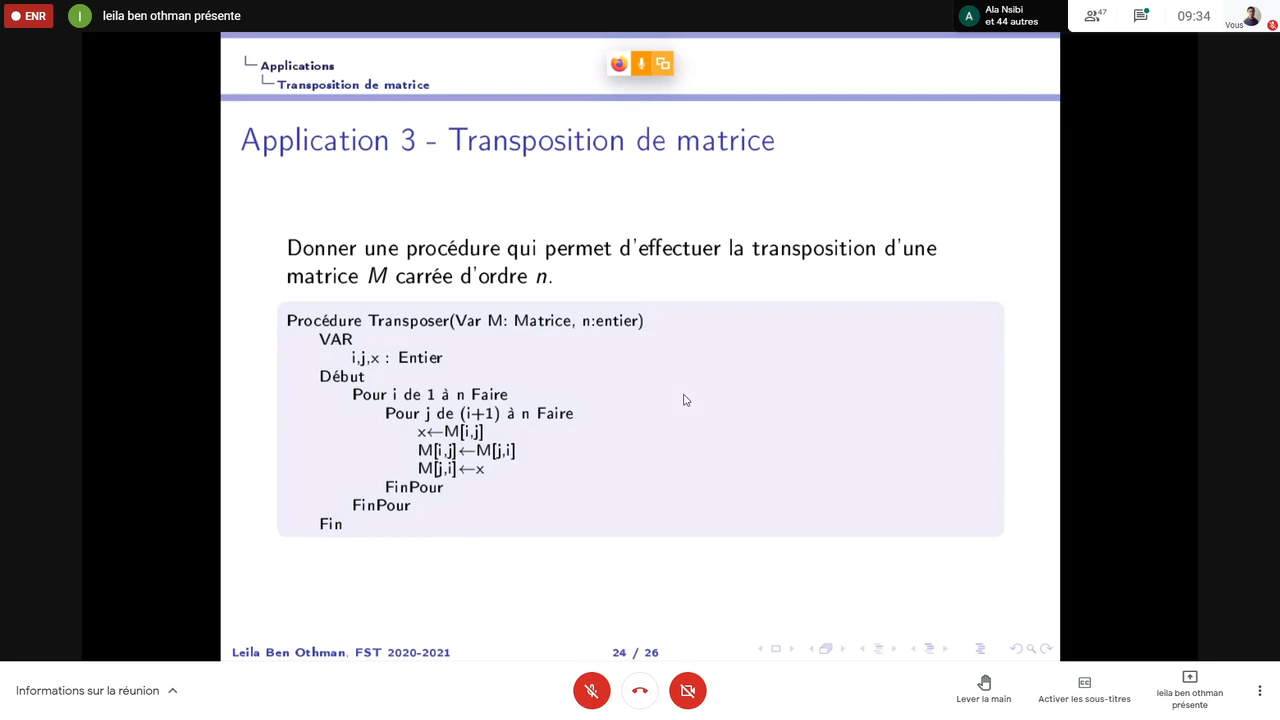 ENR
I
leila ben othman présente
A
Ala Nsibi
et 44 autres
47
09:34
Vous
Applications
Transposition de matrice
Application 3 - Transposition de matrice
Donner une procédure qui permet d'effectuer la transposition d'une
matrice M carrée d'ordre n.
Procédure Transposer(Var M: Matrice, n:entier)
VAR
i,j,x : Entier
Début
Pour i de 1 à n Faire
Pour j de (i+1) à n Faire
x←M[i,j]
M[i,j]←M[j,i]
M[j,i]←x
FinPour
FinPour
Fin
Leila Ben Othman, FST 2020-2021
24 / 26
Informations sur la réunion
Lever la main
CC
Activer les sous-titres
leila ben othman
présente